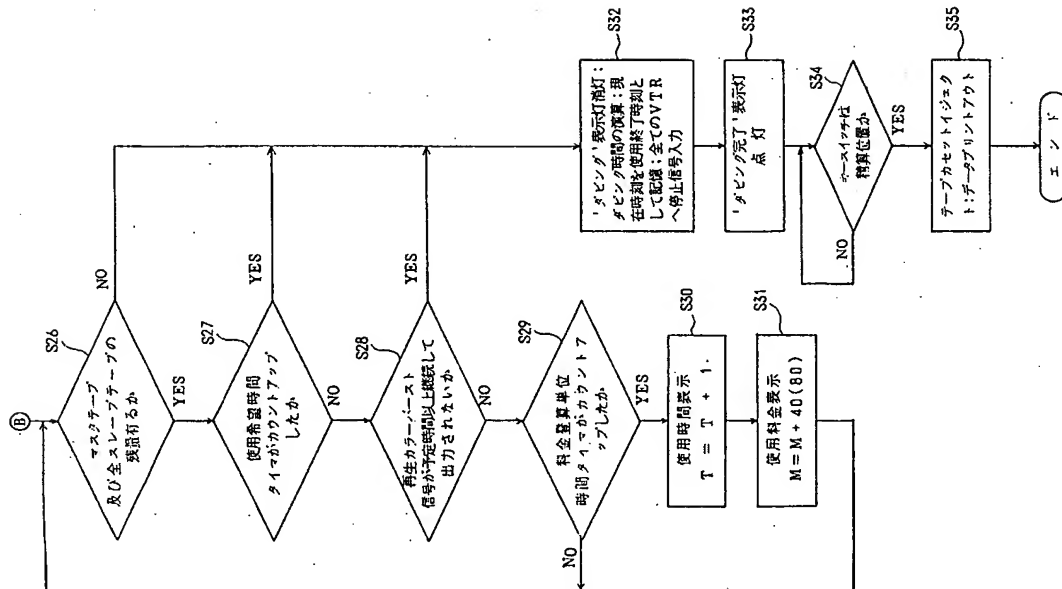 B
S26
マスタテープ
及び全スレーブテープの
残量有るか
NO
YES
S27
使用希望時間
タイマがカウントアップ
したか
YES
NO
S28
再生カラーバースト
信号が予定時間以上継続して
出力されないか
YES
NO
S29
料金登算単位
時間タイマがカウントア
ップしたか
NO
YES
S30
使用時間表示
T = T + 1.
S31
使用料金表示
M=M+40(80)
S32
'ダビング'表示灯消灯:
ダビング時間の演算:現
在時刻を使用終了時刻と
して記憶;全てのVTR
へ停止信号入力
S33
'ダビング完了'表示灯
点灯
S34
キースイッチは
精算位置か
NO
YES
S35
テープカセットイジェク
ト:データプリントアウト
エンド